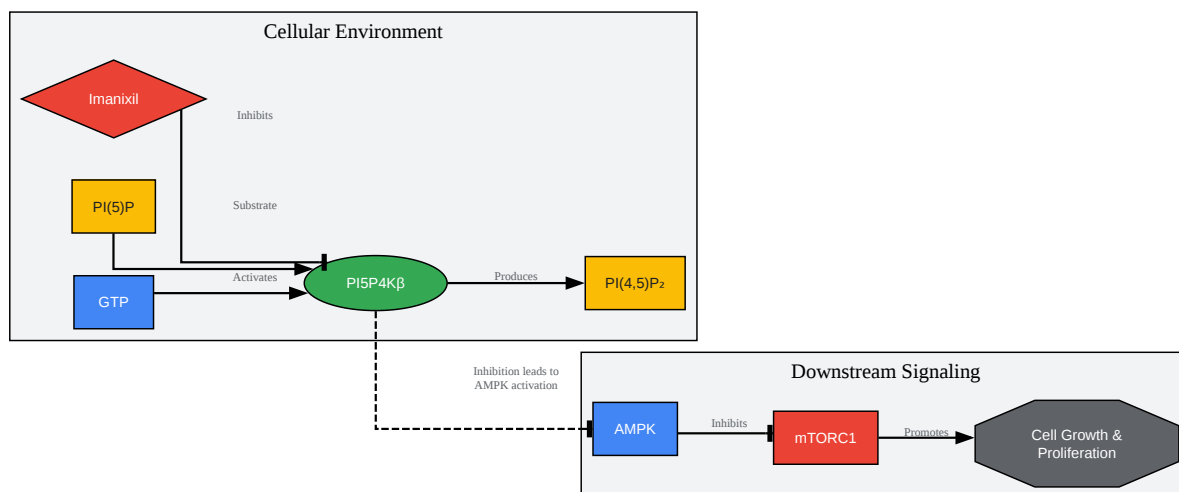 Cellular Environment
Imanixil
Inhibits
PI(5)P
Substrate
Activates
GTP
PI5P4Kβ
Produces
PI(4,5)P₂
Inhibition leads to
AMPK activation
Downstream Signaling
AMPK
Inhibits
mTORC1
Promotes
Cell Growth &
Proliferation